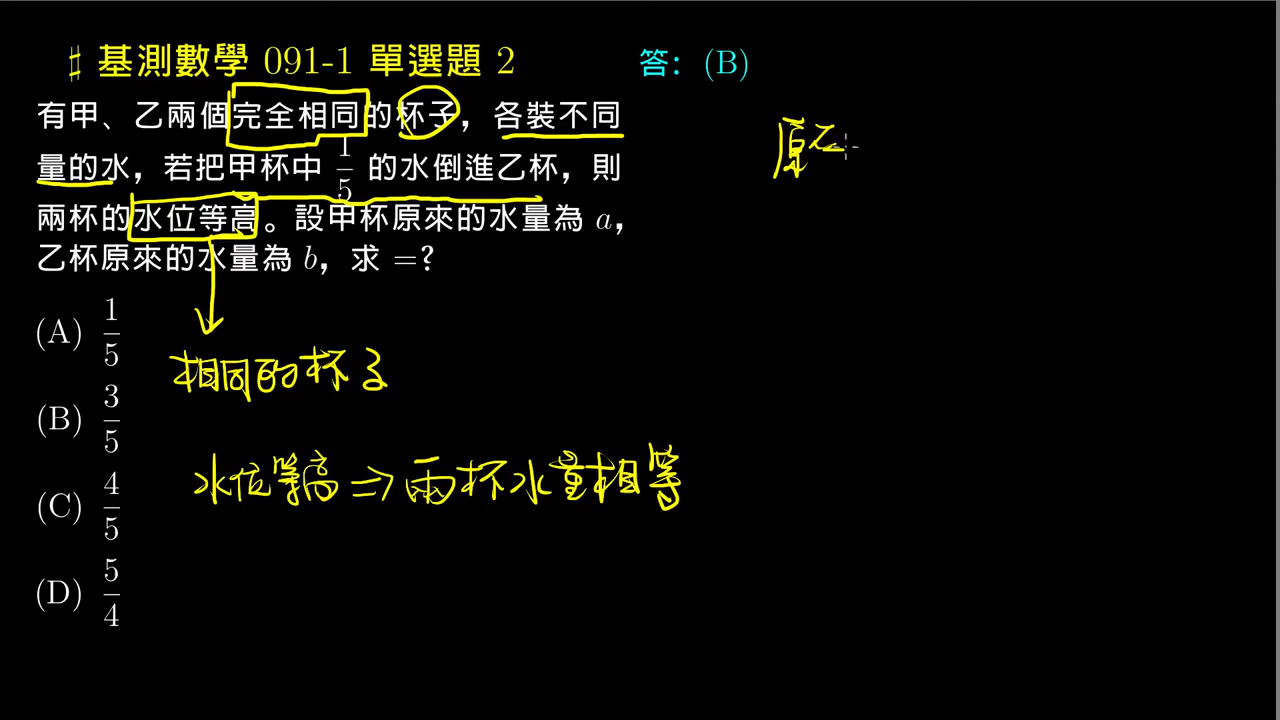 ♯ 基測數學 091-1 單選題 2
答: (B)
有甲、乙兩個完全相同的杯子，各裝不同
量的水，若把甲杯中 1/5 的水倒進乙杯，則
兩杯的水位等高。設甲杯原來的水量為 a，
乙杯原來的水量為 b，求 =?
(A) 1/5
(B) 3/5
(C) 4/5
(D) 5/4
相同的杯子
水位等高 ⇒ 兩杯水量相等
原乙